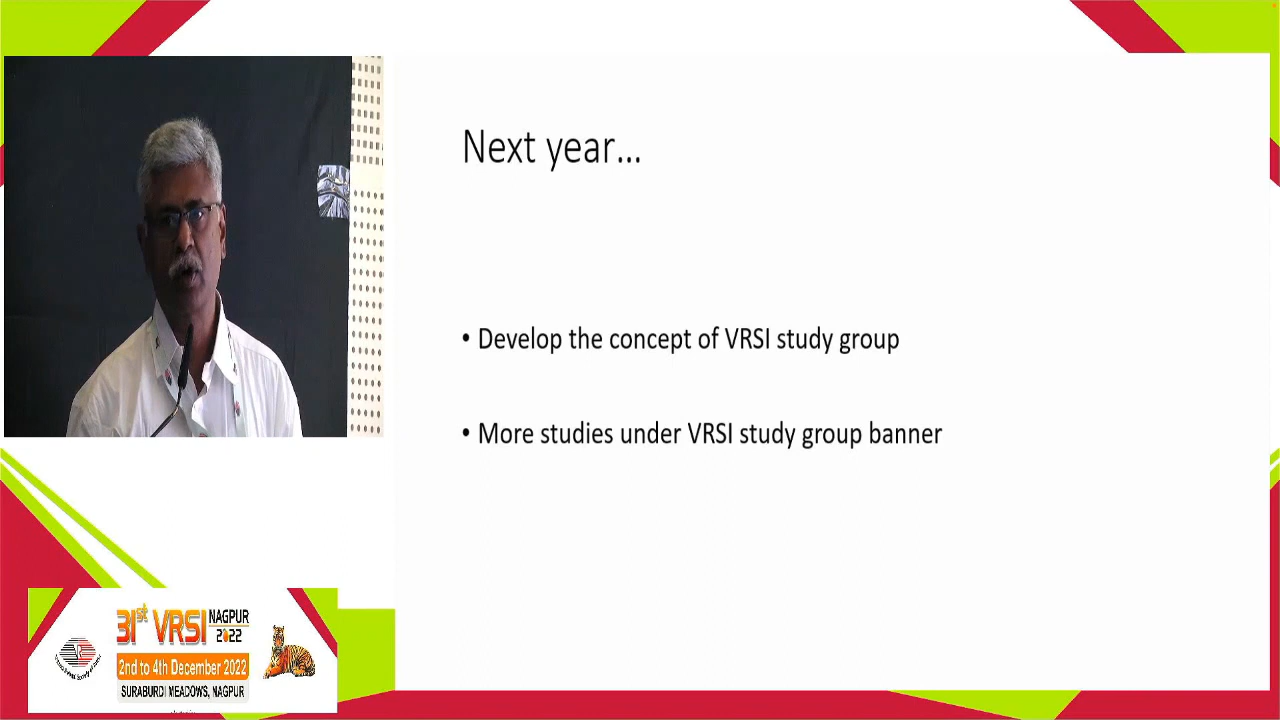 Next year...
• Develop the concept of VRSI study group
• More studies under VRSI study group banner
31st VRSI NAGPUR
2022
2nd to 4th December 2022
SURABURDI MEADOWS, NAGPUR